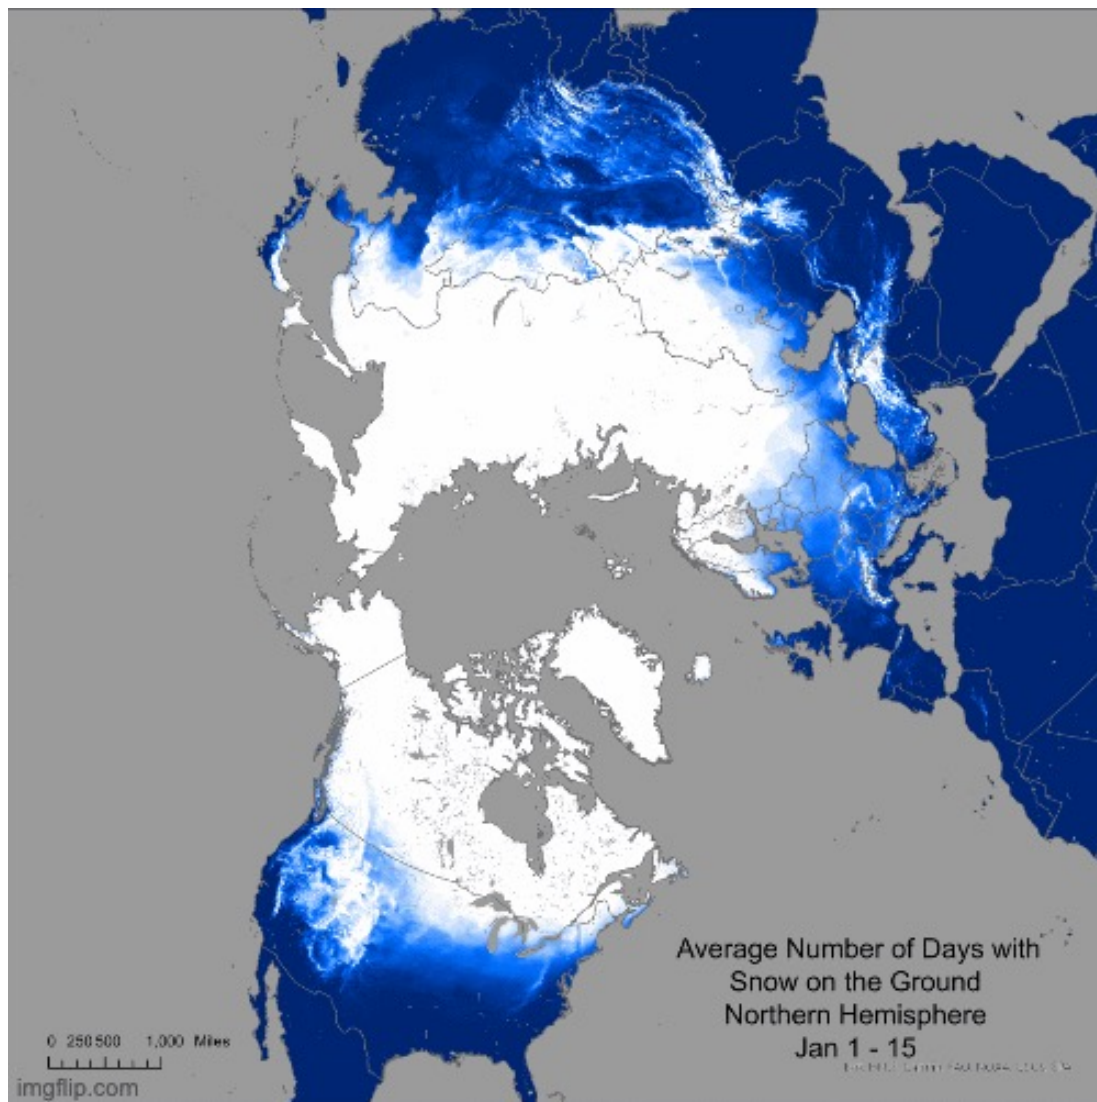 Average Number of Days with
Snow on the Ground
Northern Hemisphere
Jan 1 - 15
0 250 500 1,000 Miles
imgflip.com